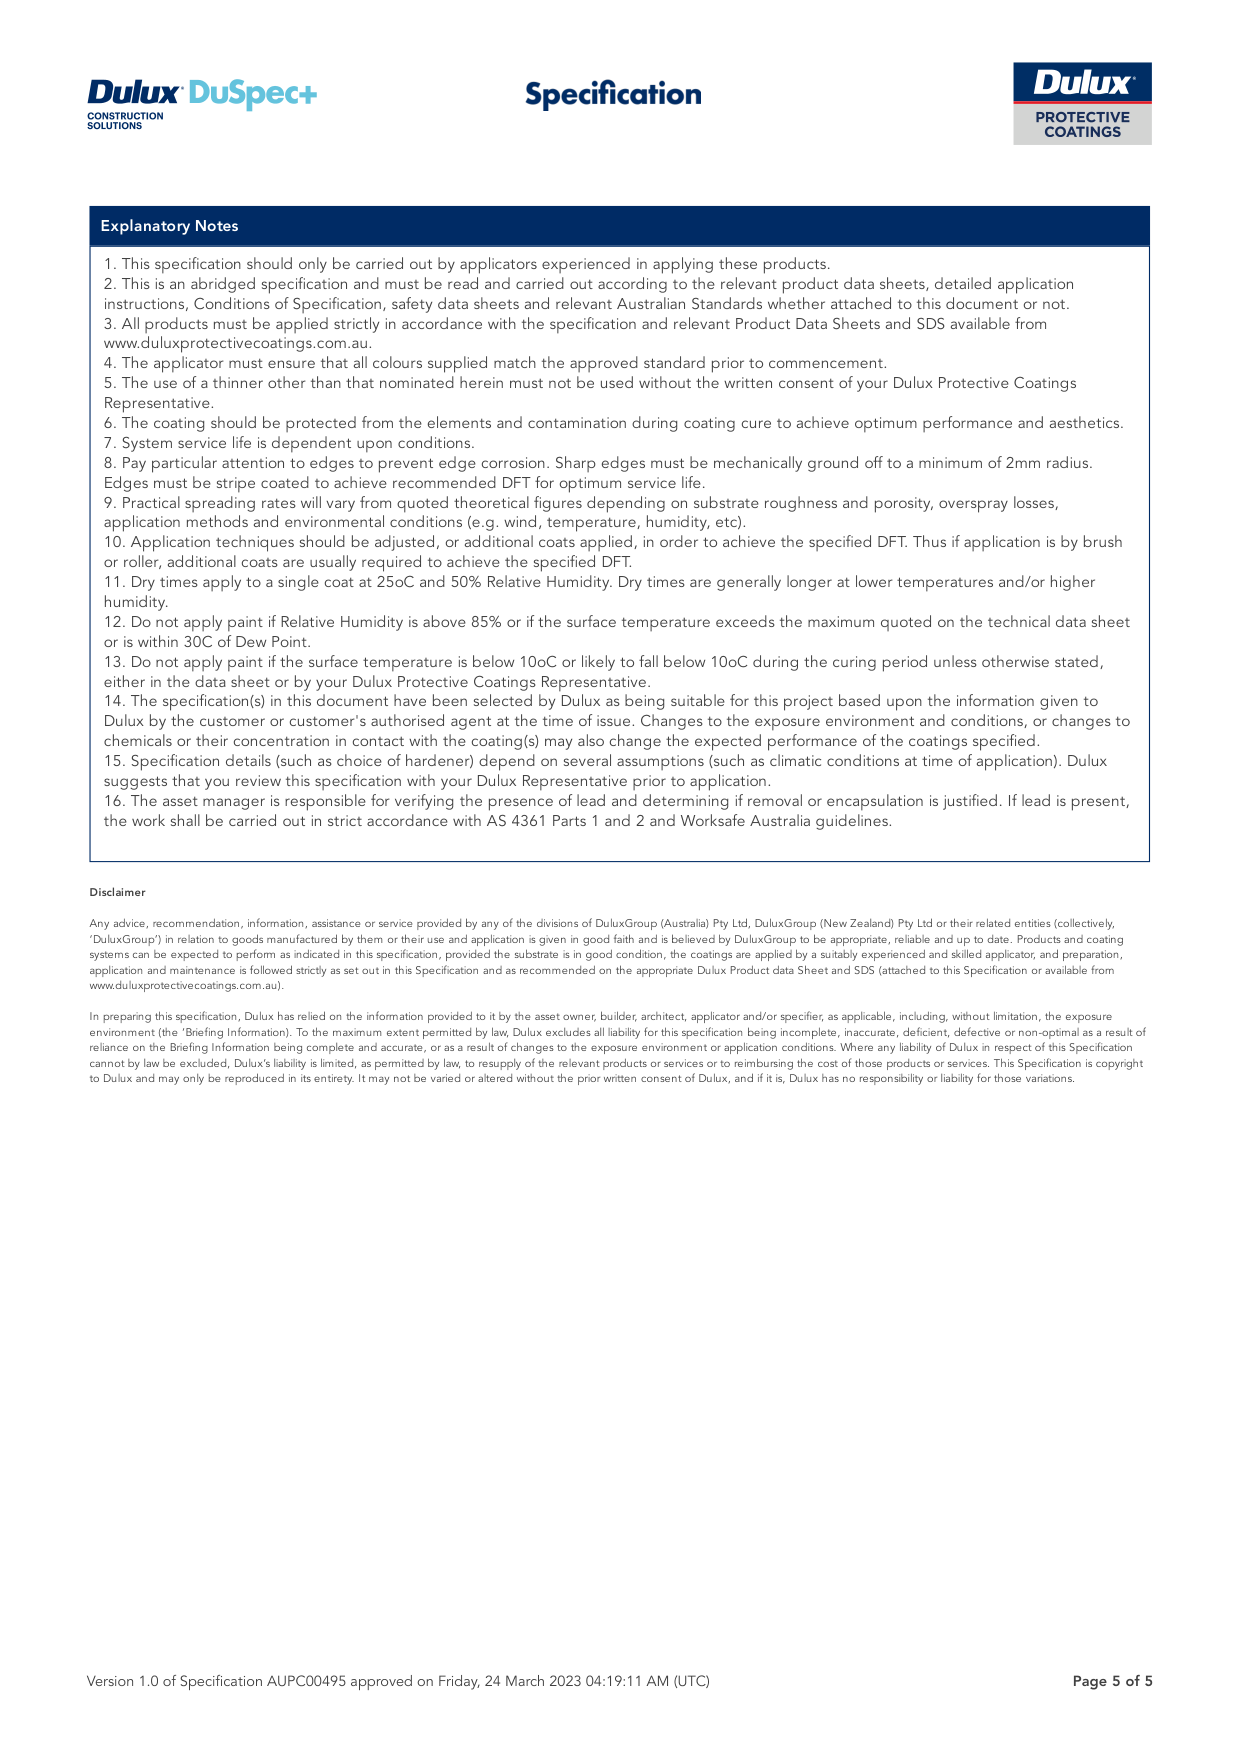 Dulux DuSpec+
CONSTRUCTION
SOLUTIONS
Specification
Dulux
PROTECTIVE
COATINGS
Explanatory Notes
1. This specification should only be carried out by applicators experienced in applying these products.
2. This is an abridged specification and must be read and carried out according to the relevant product data sheets, detailed application
instructions, Conditions of Specification, safety data sheets and relevant Australian Standards whether attached to this document or not.
3. All products must be applied strictly in accordance with the specification and relevant Product Data Sheets and SDS available from
www.duluxprotectivecoatings.com.au.
4. The applicator must ensure that all colours supplied match the approved standard prior to commencement.
5. The use of a thinner other than that nominated herein must not be used without the written consent of your Dulux Protective Coatings
Representative.
6. The coating should be protected from the elements and contamination during coating cure to achieve optimum performance and aesthetics.
7. System service life is dependent upon conditions.
8. Pay particular attention to edges to prevent edge corrosion. Sharp edges must be mechanically ground off to a minimum of 2mm radius.
Edges must be stripe coated to achieve recommended DFT for optimum service life.
9. Practical spreading rates will vary from quoted theoretical figures depending on substrate roughness and porosity, overspray losses,
application methods and environmental conditions (e.g. wind, temperature, humidity, etc).
10. Application techniques should be adjusted, or additional coats applied, in order to achieve the specified DFT. Thus if application is by brush
or roller, additional coats are usually required to achieve the specified DFT.
11. Dry times apply to a single coat at 25oC and 50% Relative Humidity. Dry times are generally longer at lower temperatures and/or higher
humidity.
12. Do not apply paint if Relative Humidity is above 85% or if the surface temperature exceeds the maximum quoted on the technical data sheet
or is within 30C of Dew Point.
13. Do not apply paint if the surface temperature is below 10oC or likely to fall below 10oC during the curing period unless otherwise stated,
either in the data sheet or by your Dulux Protective Coatings Representative.
14. The specification(s) in this document have been selected by Dulux as being suitable for this project based upon the information given to
Dulux by the customer or customer's authorised agent at the time of issue. Changes to the exposure environment and conditions, or changes to
chemicals or their concentration in contact with the coating(s) may also change the expected performance of the coatings specified.
15. Specification details (such as choice of hardener) depend on several assumptions (such as climatic conditions at time of application). Dulux
suggests that you review this specification with your Dulux Representative prior to application.
16. The asset manager is responsible for verifying the presence of lead and determining if removal or encapsulation is justified. If lead is present,
the work shall be carried out in strict accordance with AS 4361 Parts 1 and 2 and Worksafe Australia guidelines.
Disclaimer
Any advice, recommendation, information, assistance or service provided by any of the divisions of DuluxGroup (Australia) Pty Ltd, DuluxGroup (New Zealand) Pty Ltd or their related entities (collectively,
‘DuluxGroup’) in relation to goods manufactured by them or their use and application is given in good faith and is believed by DuluxGroup to be appropriate, reliable and up to date. Products and coating
systems can be expected to perform as indicated in this specification, provided the substrate is in good condition, the coatings are applied by a suitably experienced and skilled applicator, and preparation,
application and maintenance is followed strictly as set out in this Specification and as recommended on the appropriate Dulux Product data Sheet and SDS (attached to this Specification or available from
www.duluxprotectivecoatings.com.au).
In preparing this specification, Dulux has relied on the information provided to it by the asset owner, builder, architect, applicator and/or specifier, as applicable, including, without limitation, the exposure
environment (the ‘Briefing Information). To the maximum extent permitted by law, Dulux excludes all liability for this specification being incomplete, inaccurate, deficient, defective or non-optimal as a result of
reliance on the Briefing Information being complete and accurate, or as a result of changes to the exposure environment or application conditions. Where any liability of Dulux in respect of this Specification
cannot by law be excluded, Dulux’s liability is limited, as permitted by law, to resupply of the relevant products or services or to reimbursing the cost of those products or services. This Specification is copyright
to Dulux and may only be reproduced in its entirety. It may not be varied or altered without the prior written consent of Dulux, and if it is, Dulux has no responsibility or liability for those variations.
Version 1.0 of Specification AUPC00495 approved on Friday, 24 March 2023 04:19:11 AM (UTC)
Page 5 of 5